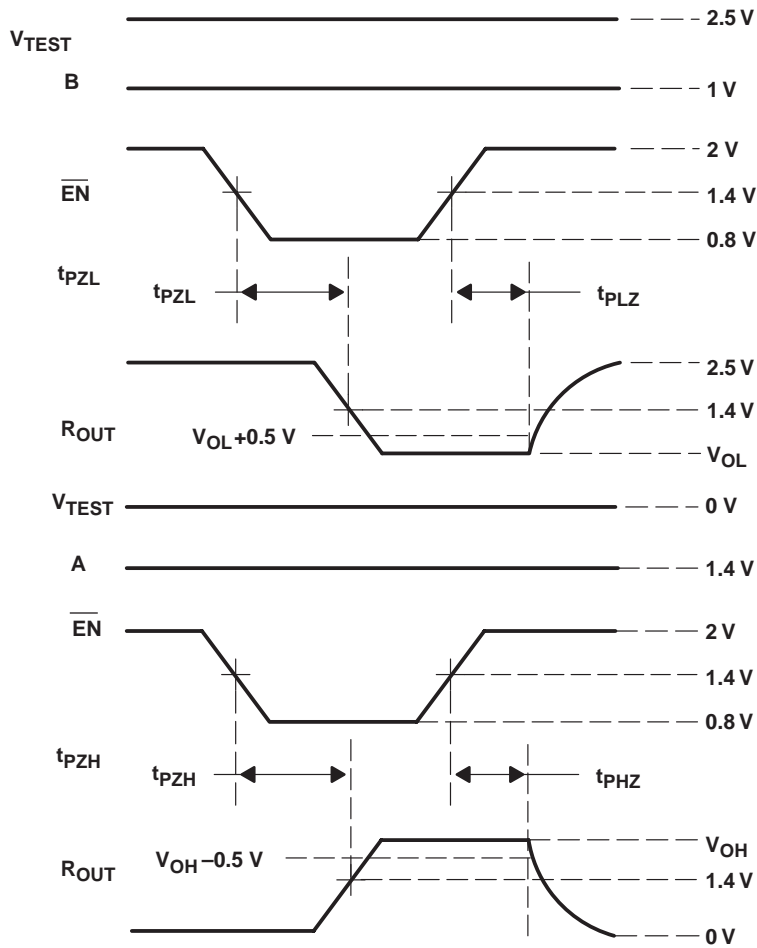 2.5 V
VTEST
B
1 V
2 V
EN
1.4 V
0.8 V
tPZL
tPZL
tPLZ
2.5 V
1.4 V
ROUT
VOL+0.5 V
VOL
VTEST
0 V
A
1.4 V
EN
2 V
1.4 V
0.8 V
tPZH
tPZH
tPHZ
VOH
VOH–0.5 V
ROUT
1.4 V
0 V